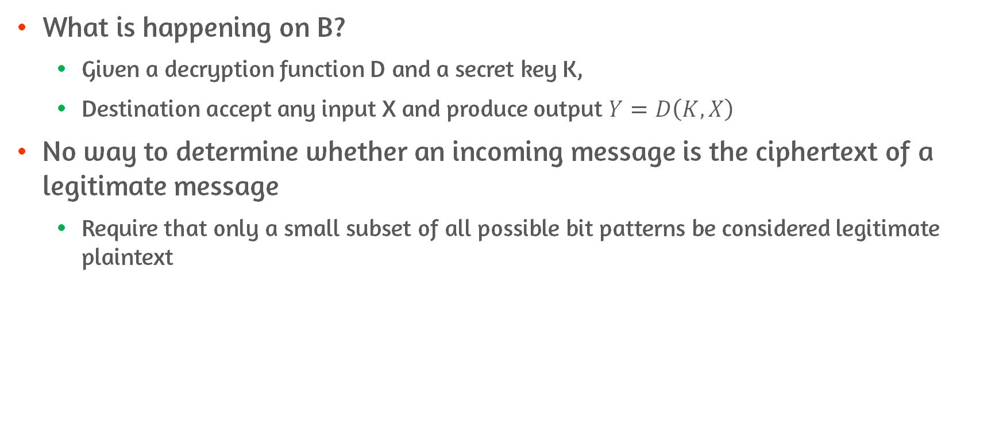 • What is happening on B?
• Given a decryption function D and a secret key K,
• Destination accept any input X and produce output Y = D(K, X)
• No way to determine whether an incoming message is the ciphertext of a
legitimate message
• Require that only a small subset of all possible bit patterns be considered legitimate
plaintext